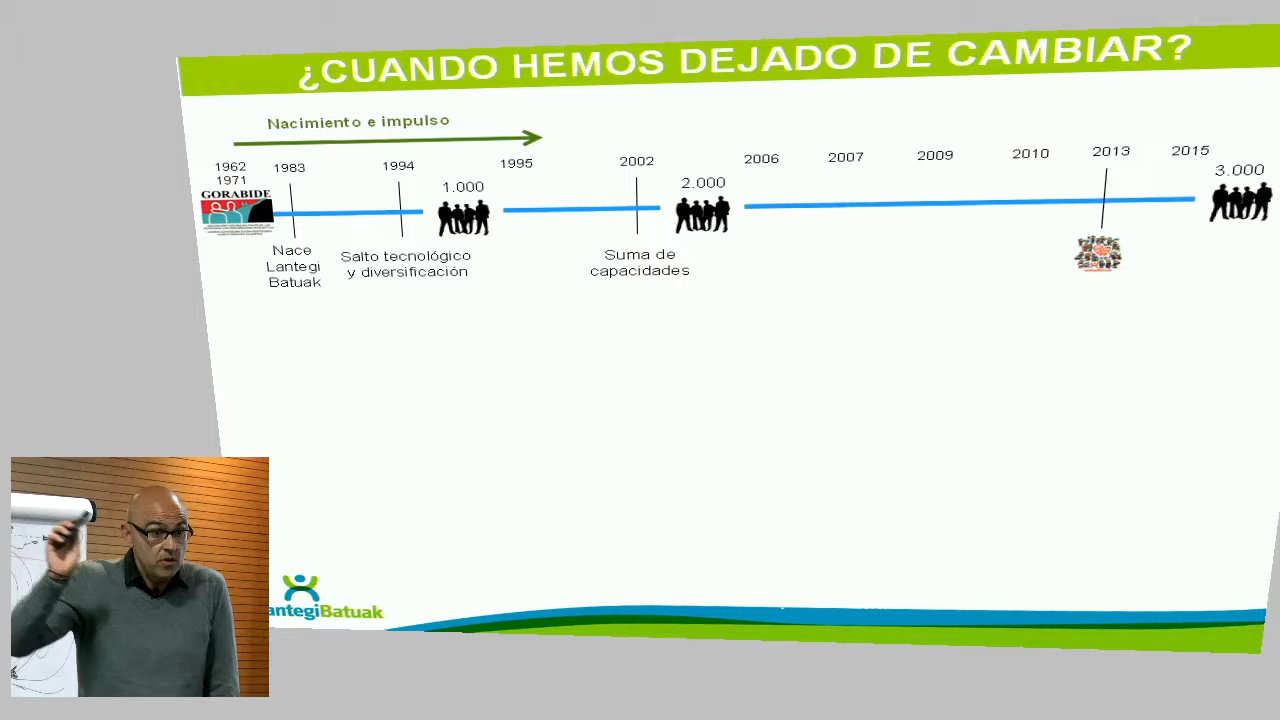 ¿CUANDO HEMOS DEJADO DE CAMBIAR?
Nacimiento e impulso
1962
1971
1983
1994
1995
2002
2006
2007
2009
2010
2013
2015
GORABIDE
1.000
2.000
3.000
Nace
Lantegi
Batuak
Salto tecnológico
y diversificación
Suma de
capacidades
antegiBatuak